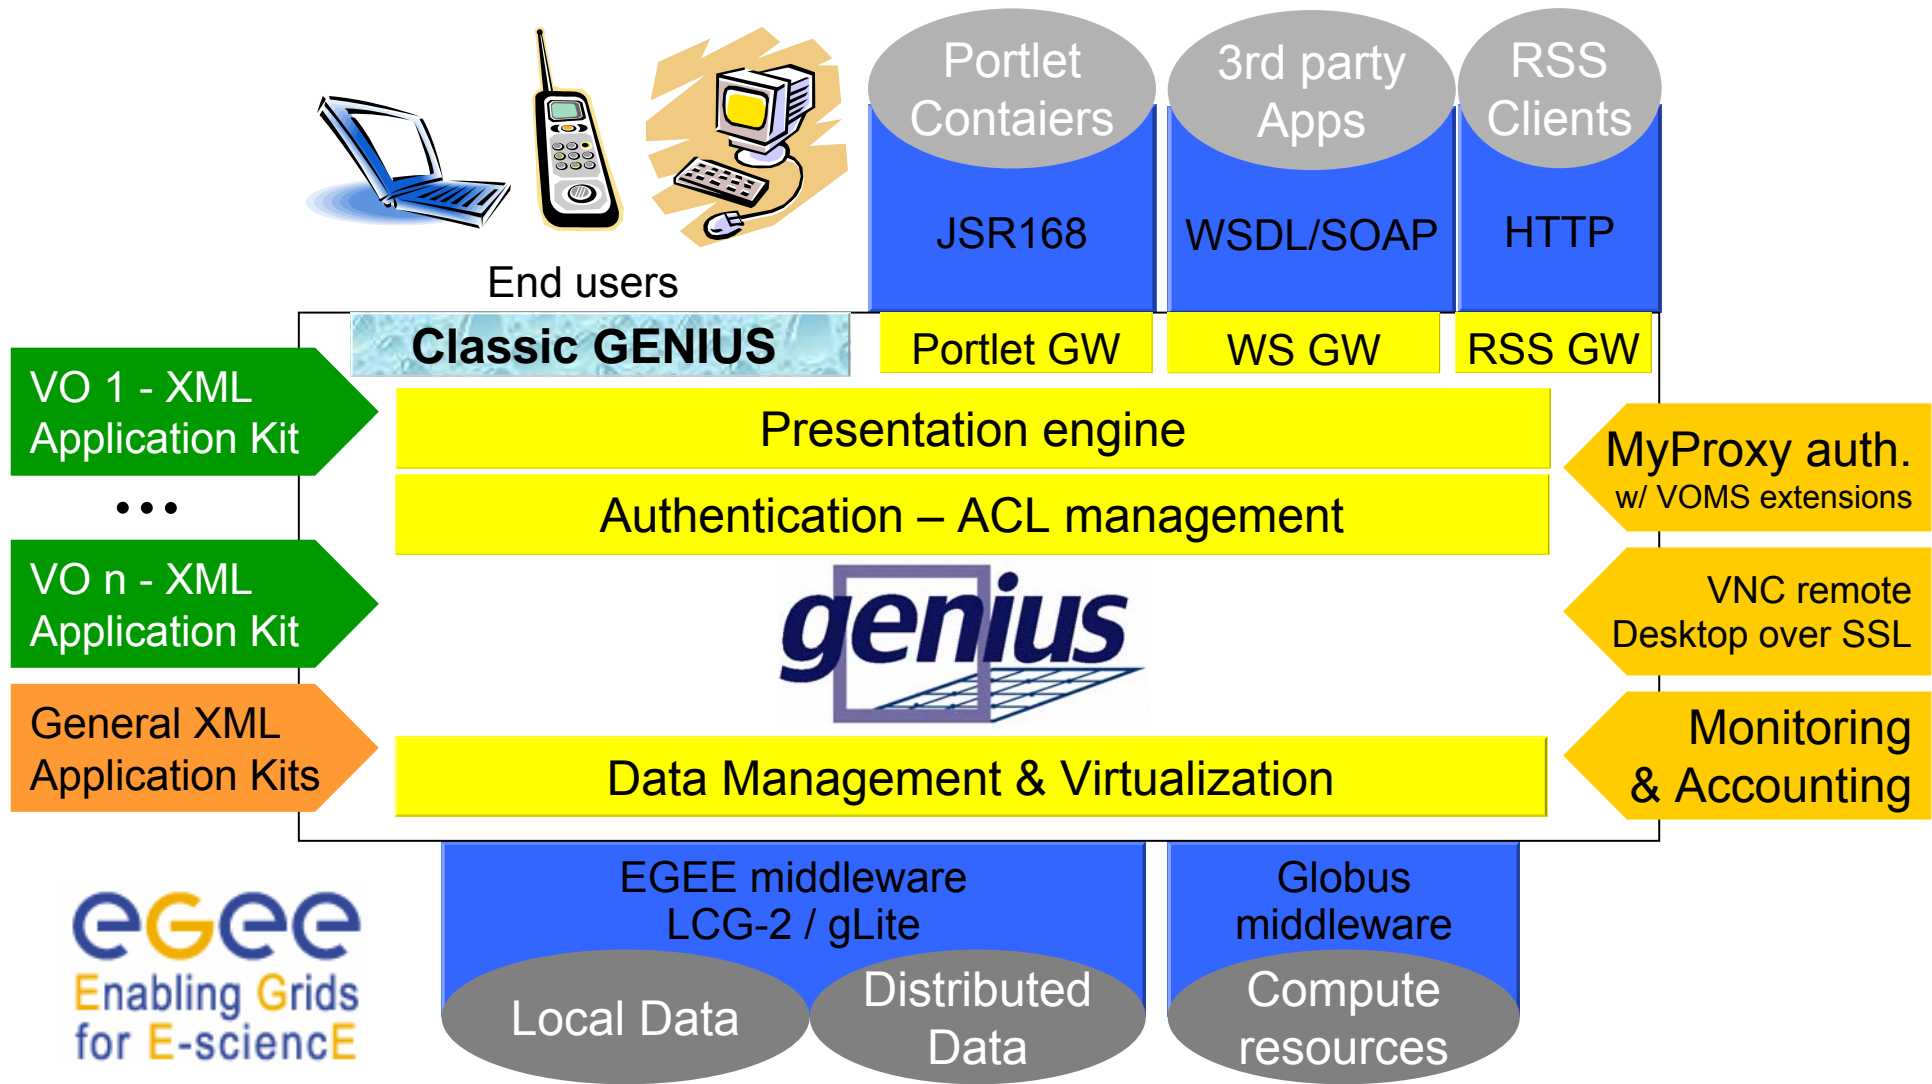 Portlet
Contaiers
3rd party
Apps
RSS
Clients
JSR168
WSDL/SOAP
HTTP
End users
Classic GENIUS
Portlet GW
WS GW
RSS GW
VO 1 - XML
Application Kit
Presentation engine
MyProxy auth.
w/ VOMS extensions
•••
Authentication – ACL management
VO n - XML
Application Kit
genius
VNC remote
Desktop over SSL
General XML
Application Kits
Data Management & Virtualization
Monitoring
& Accounting
EGEE middleware
LCG-2 / gLite
Globus
middleware
eGee
Enabling Grids
for E-sciencE
Local Data
Distributed
Data
Compute
resources